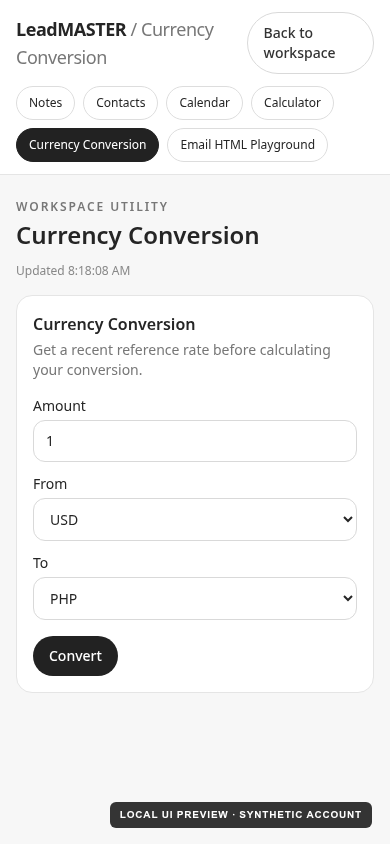 LeadMASTER / Currency
Conversion
Back to
workspace
Notes
Contacts
Calendar
Calculator
Currency Conversion
Email HTML Playground
WORKSPACE UTILITY
Currency Conversion
Updated 8:18:08 AM
Currency Conversion
Get a recent reference rate before calculating
your conversion.
Amount
1
From
USD
To
PHP
Convert
LOCAL UI PREVIEW · SYNTHETIC ACCOUNT